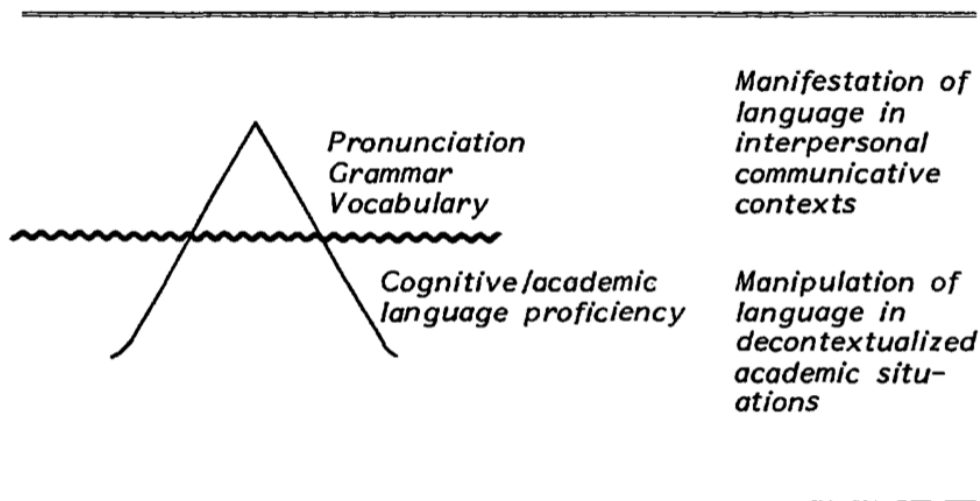 Pronunciation
Grammar
Vocabulary
Manifestation of
language in
interpersonal
communicative
contexts
Cognitive/academic
language proficiency
Manipulation of
language in
decontextualized
academic situ-
ations